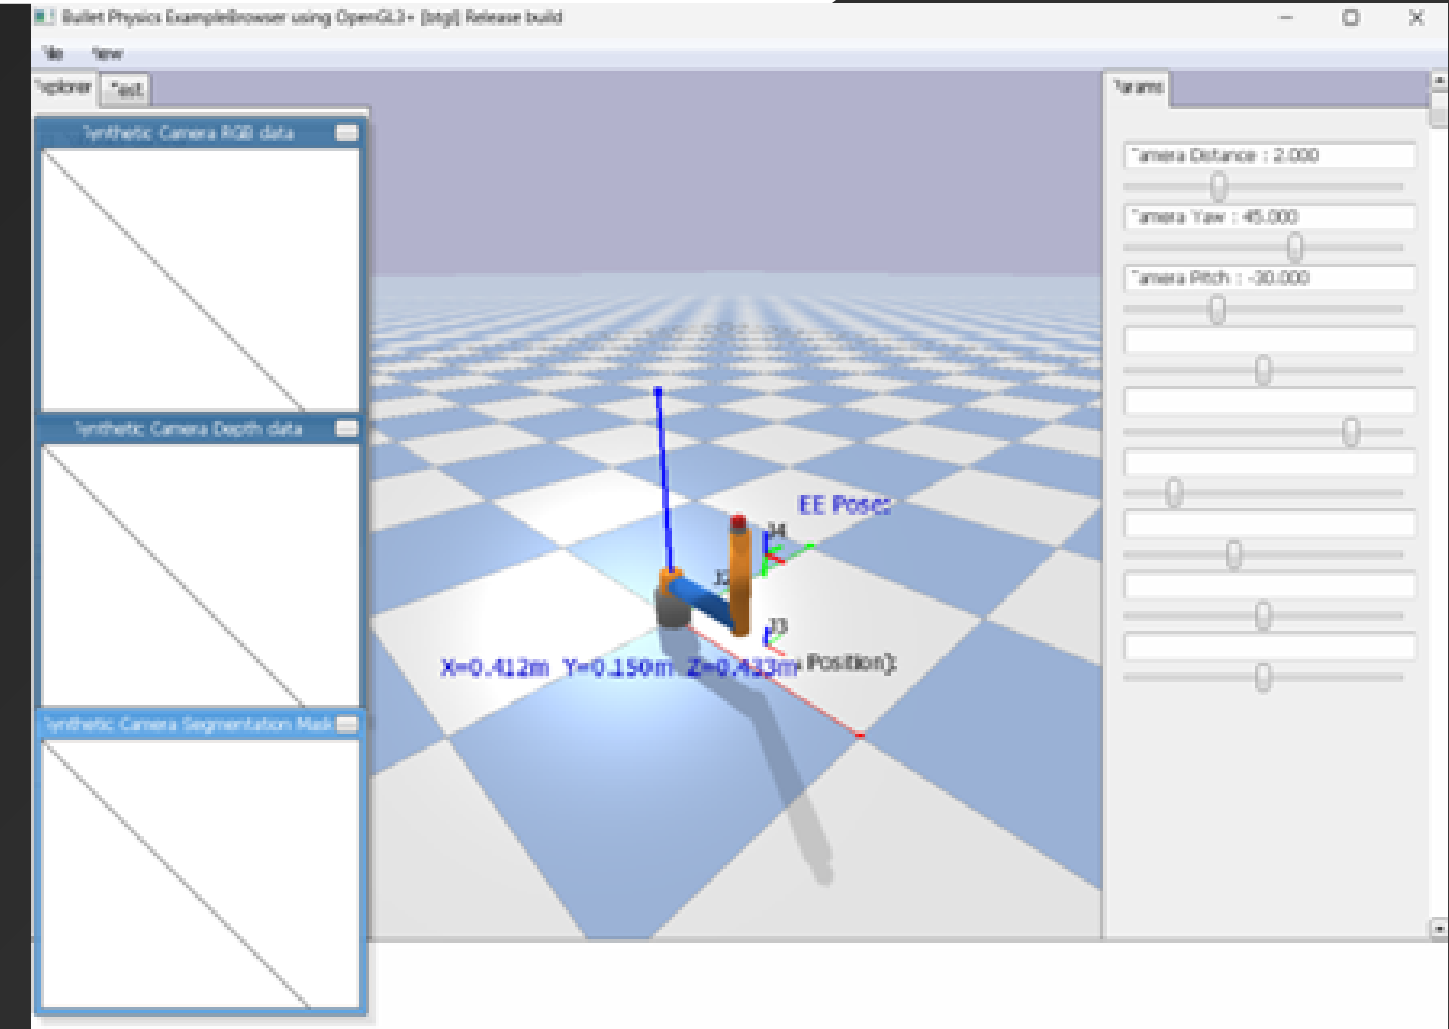 Bullet Physics ExampleBrowser using OpenGL3+ [btgl] Release build
File View
Explorer Test
Params
Synthetic Camera RGB data
Synthetic Camera Depth data
Synthetic Camera Segmentation Mask
Camera Distance : 2.000
Camera Yaw : 45.000
Camera Pitch : -30.000
EE Pose:
J4
J2
J3
X=0.412m Y=0.150m Z=0.433m
Position):